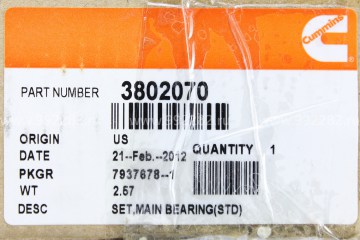 Cummins
PART NUMBER 3802070
ORIGIN US
DATE 21--Feb.--2012 QUANTITY 1
PKGR 7937678--1
WT 2.57
DESC SET,MAIN BEARING(STD)